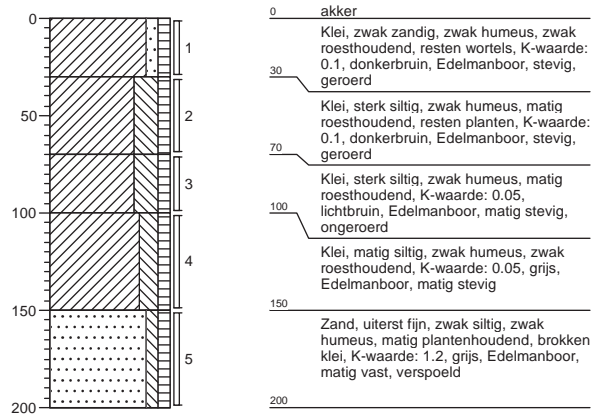 0
50
100
150
200
1
2
3
4
5
0 akker
Klei, zwak zandig, zwak humeus, zwak
roesthoudend, resten wortels, K-waarde:
0.1, donkerbruin, Edelmanboor, stevig,
geroerd
30
Klei, sterk siltig, zwak humeus, matig
roesthoudend, resten planten, K-waarde:
0.1, donkerbruin, Edelmanboor, stevig,
geroerd
70
Klei, sterk siltig, zwak humeus, matig
roesthoudend, K-waarde: 0.05,
lichtbruin, Edelmanboor, matig stevig,
ongeroerd
100
Klei, matig siltig, zwak humeus, zwak
roesthoudend, K-waarde: 0.05, grijs,
Edelmanboor, matig stevig
150
Zand, uiterst fijn, zwak siltig, zwak
humeus, matig plantenhoudend, brokken
klei, K-waarde: 1.2, grijs, Edelmanboor,
matig vast, verspoeld
200